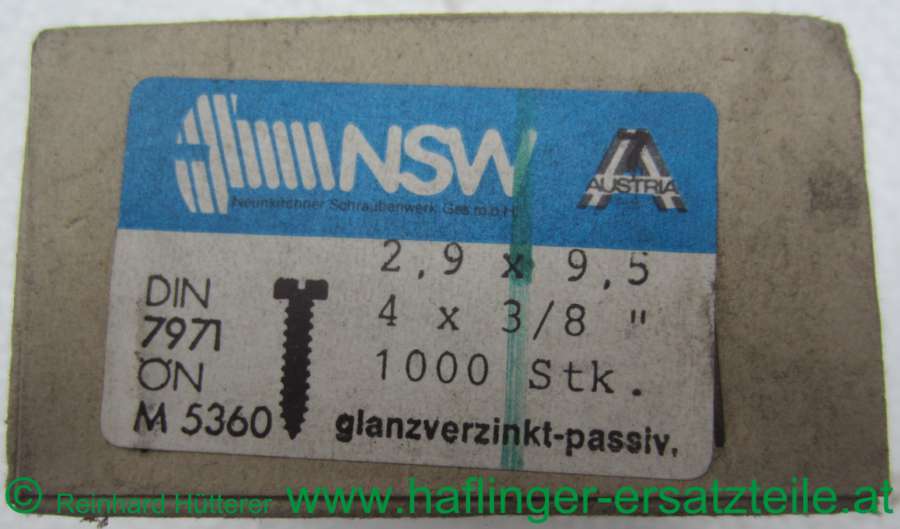 NSW
Neunkirchner Schraubenwerk Ges.m.b.H.
A
AUSTRIA
2,9 x 9,5
4 x 3/8 "
1000 Stk.
DIN
7971
ÖN
M 5360
glanzverzinkt-passiv.
© Reinhard Hütterer www.haflinger-ersatzteile.at